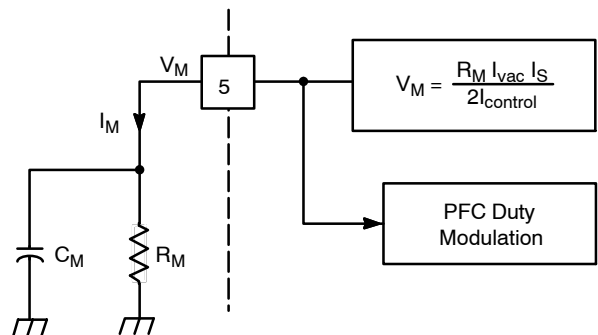 V_M
5
V_M = R_M I_vac I_S / 2I_control
I_M
PFC Duty
Modulation
C_M
R_M